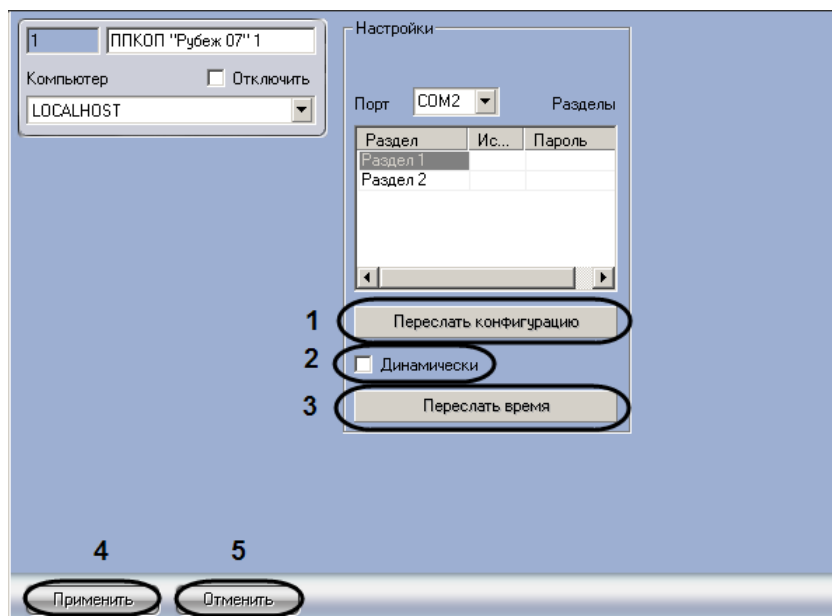 1 ППКОП "Рубеж 07" 1
Компьютер Отключить
LOCALHOST
Настройки
Порт COM2 Разделы
Раздел Ис... Пароль
Раздел 1
Раздел 2
1 Переслать конфигурацию
2 Динамически
3 Переслать время
4 5
Применить Отменить